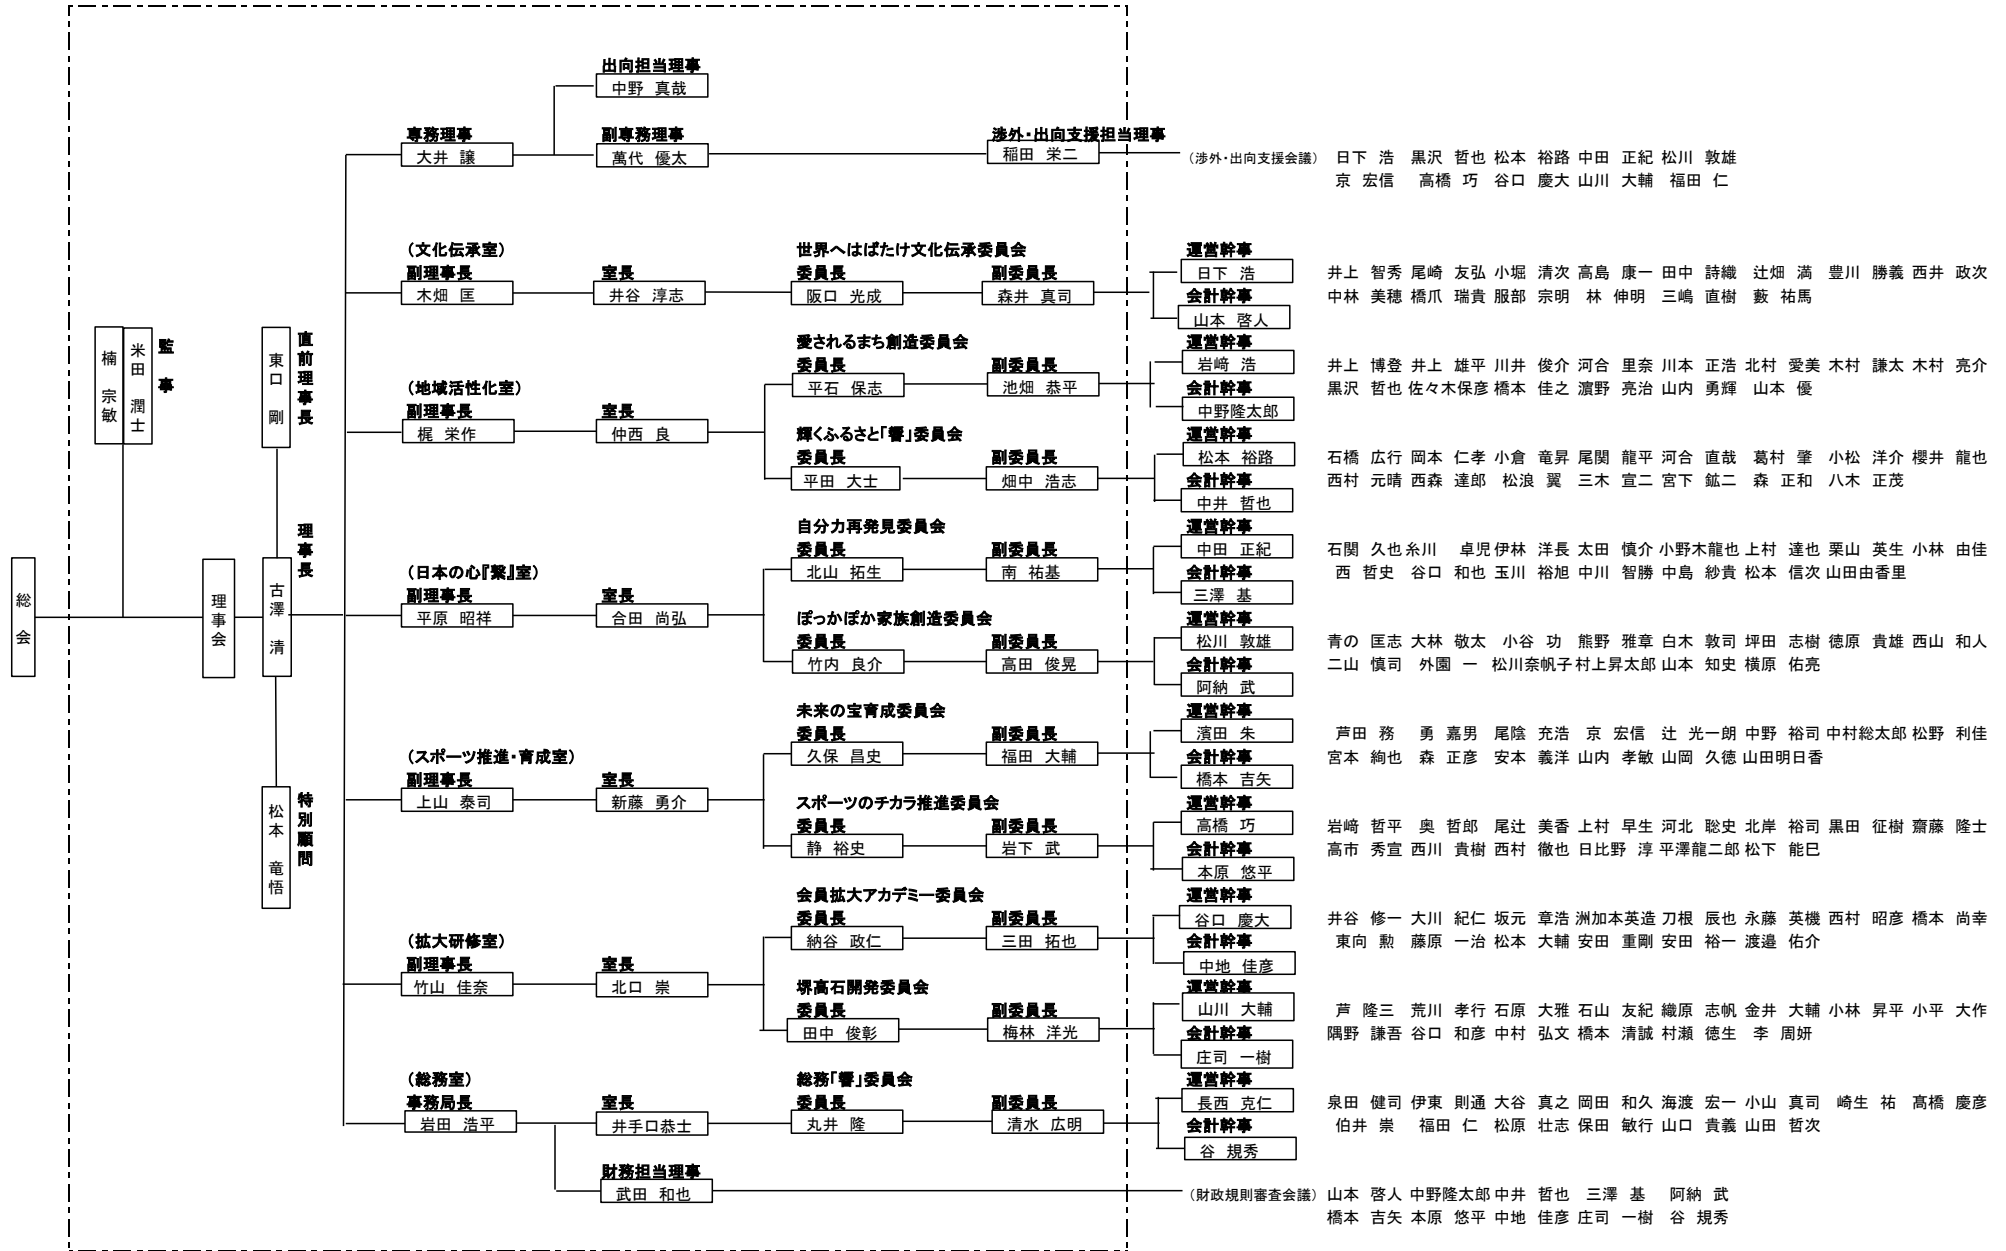 総会
楠 宗敏
米田 潤士
監事
理事会
直前理事長
東口 剛
理事長
古澤 清
特別顧問
松本 竜悟
出向担当理事
中野 真哉
専務理事
大井 譲
副専務理事
萬代 優太
渉外・出向支援担当理事
稲田 栄二
（渉外・出向支援会議） 日下 浩 黒沢 哲也 松本 裕路 中田 正紀 松川 敦雄
京 宏信 高橋 巧 谷口 慶大 山川 大輔 福田 仁
（文化伝承室）
副理事長
木畑 匡
室長
井谷 淳志
世界へはばたけ文化伝承委員会
委員長
阪口 光成
副委員長
森井 真司
運営幹事
日下 浩
会計幹事
山本 啓人
井上 智秀 尾崎 友弘 小堀 清次 高島 康一 田中 詩織 辻畑 満 豊川 勝義 西井 政次
中林 美穂 橋爪 瑞貴 服部 宗明 林 伸明 三嶋 直樹 藪 祐馬
（地域活性化室）
副理事長
梶 栄作
室長
仲西 良
愛されるまち創造委員会
委員長
平石 保志
副委員長
池畑 恭平
運営幹事
岩﨑 浩
会計幹事
中野隆太郎
井上 博登 井上 雄平 川井 俊介 河合 里奈 川本 正浩 北村 愛美 木村 謙太 木村 亮介
黒沢 哲也 佐々木保彦 橋本 佳之 濵野 亮治 山内 勇輝 山本 優
輝くふるさと「響」委員会
委員長
平田 大士
副委員長
畑中 浩志
運営幹事
松本 裕路
会計幹事
中井 哲也
石橋 広行 岡本 仁孝 小倉 竜昇 尾関 龍平 河合 直哉 葛村 肇 小松 洋介 櫻井 龍也
西村 元晴 西森 達郎 松浪 翼 三木 宣二 宮下 鉱二 森 正和 八木 正茂
（日本の心『繋』室）
副理事長
平原 昭祥
室長
合田 尚弘
自分力再発見委員会
委員長
北山 拓生
副委員長
南 祐基
運営幹事
中田 正紀
会計幹事
三澤 基
石関 久也 糸川 卓児 伊林 洋長 太田 慎介 小野木龍也 上村 達也 栗山 英生 小林 由佳
西 哲史 谷口 和也 玉川 裕旭 中川 智勝 中島 紗貴 松本 信次 山田由香里
ぽっかぽか家族創造委員会
委員長
竹内 良介
副委員長
高田 俊晃
運営幹事
松川 敦雄
会計幹事
阿納 武
青の 匡志 大林 敬太 小谷 功 熊野 雅章 白木 敦司 坪田 志樹 徳原 貴雄 西山 和人
二山 慎司 外園 一 松川奈帆子 村上昇太郎 山本 知史 横原 佑亮
（スポーツ推進・育成室）
副理事長
上山 泰司
室長
新藤 勇介
未来の宝育成委員会
委員長
久保 昌史
副委員長
福田 大輔
運営幹事
濱田 朱
会計幹事
橋本 吉矢
芦田 務 勇 嘉男 尾陰 充浩 京 宏信 辻 光一朗 中野 裕司 中村総太郎 松野 利佳
宮本 絢也 森 正彦 安本 義洋 山内 孝敏 山岡 久徳 山田明日香
スポーツのチカラ推進委員会
委員長
静 裕史
副委員長
岩下 武
運営幹事
高橋 巧
会計幹事
本原 悠平
岩﨑 哲平 奥 哲郎 尾辻 美香 上村 早生 河北 聡史 北岸 裕司 黒田 征樹 齋藤 隆士
高市 秀宣 西川 貴樹 西村 徹也 日比野 淳 平澤龍二郎 松下 能巳
（拡大研修室）
副理事長
竹山 佳奈
室長
北口 崇
会員拡大アカデミー委員会
委員長
納谷 政仁
副委員長
三田 拓也
運営幹事
谷口 慶大
会計幹事
中地 佳彦
井谷 修一 大川 紀仁 坂元 章浩 洲加本英造 刀根 辰也 永藤 英機 西村 昭彦 橋本 尚幸
東向 勲 藤原 一治 松本 大輔 安田 重剛 安田 裕一 渡邉 佑介
堺高石開発委員会
委員長
田中 俊彰
副委員長
梅林 洋光
運営幹事
山川 大輔
会計幹事
庄司 一樹
芦 隆三 荒川 孝行 石原 大雅 石山 友紀 織原 志帆 金井 大輔 小林 昇平 小平 大作
隅野 謙吾 谷口 和彦 中村 弘文 橋本 清誠 村瀬 徳生 李 周妍
（総務室）
事務局長
岩田 浩平
室長
井手口恭士
総務「響」委員会
委員長
丸井 隆
副委員長
清水 広明
運営幹事
長西 克仁
会計幹事
谷 規秀
泉田 健司 伊東 則通 大谷 真之 岡田 和久 海渡 宏一 小山 真司 崎生 祐 髙橋 慶彦
伯井 崇 福田 仁 松原 壮志 保田 敏行 山口 貴義 山田 哲次
財務担当理事
武田 和也
（財政規則審査会議） 山本 啓人 中野隆太郎 中井 哲也 三澤 基 阿納 武
橋本 吉矢 本原 悠平 中地 佳彦 庄司 一樹 谷 規秀